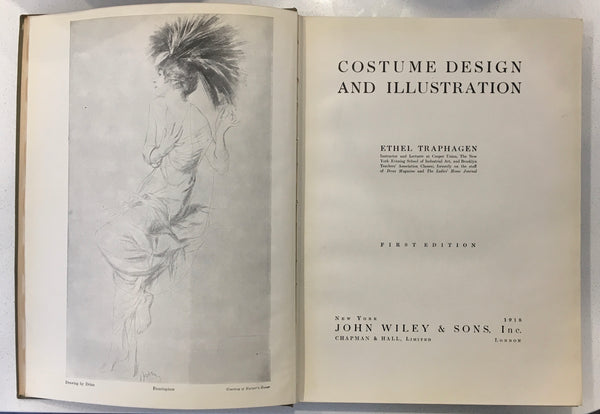 Drawing by Drian
Frontispiece
Courtesy of Harper's Bazar
COSTUME DESIGN
AND ILLUSTRATION
ETHEL TRAPHAGEN
Instructor and Lecturer at Cooper Union, The New
York Evening School of Industrial Art, and Brooklyn
Teachers' Association Classes; formerly on the staff
of Dress Magazine and The Ladies' Home Journal
FIRST EDITION
NEW YORK 1918
JOHN WILEY & SONS, Inc.
CHAPMAN & HALL, LIMITED LONDON